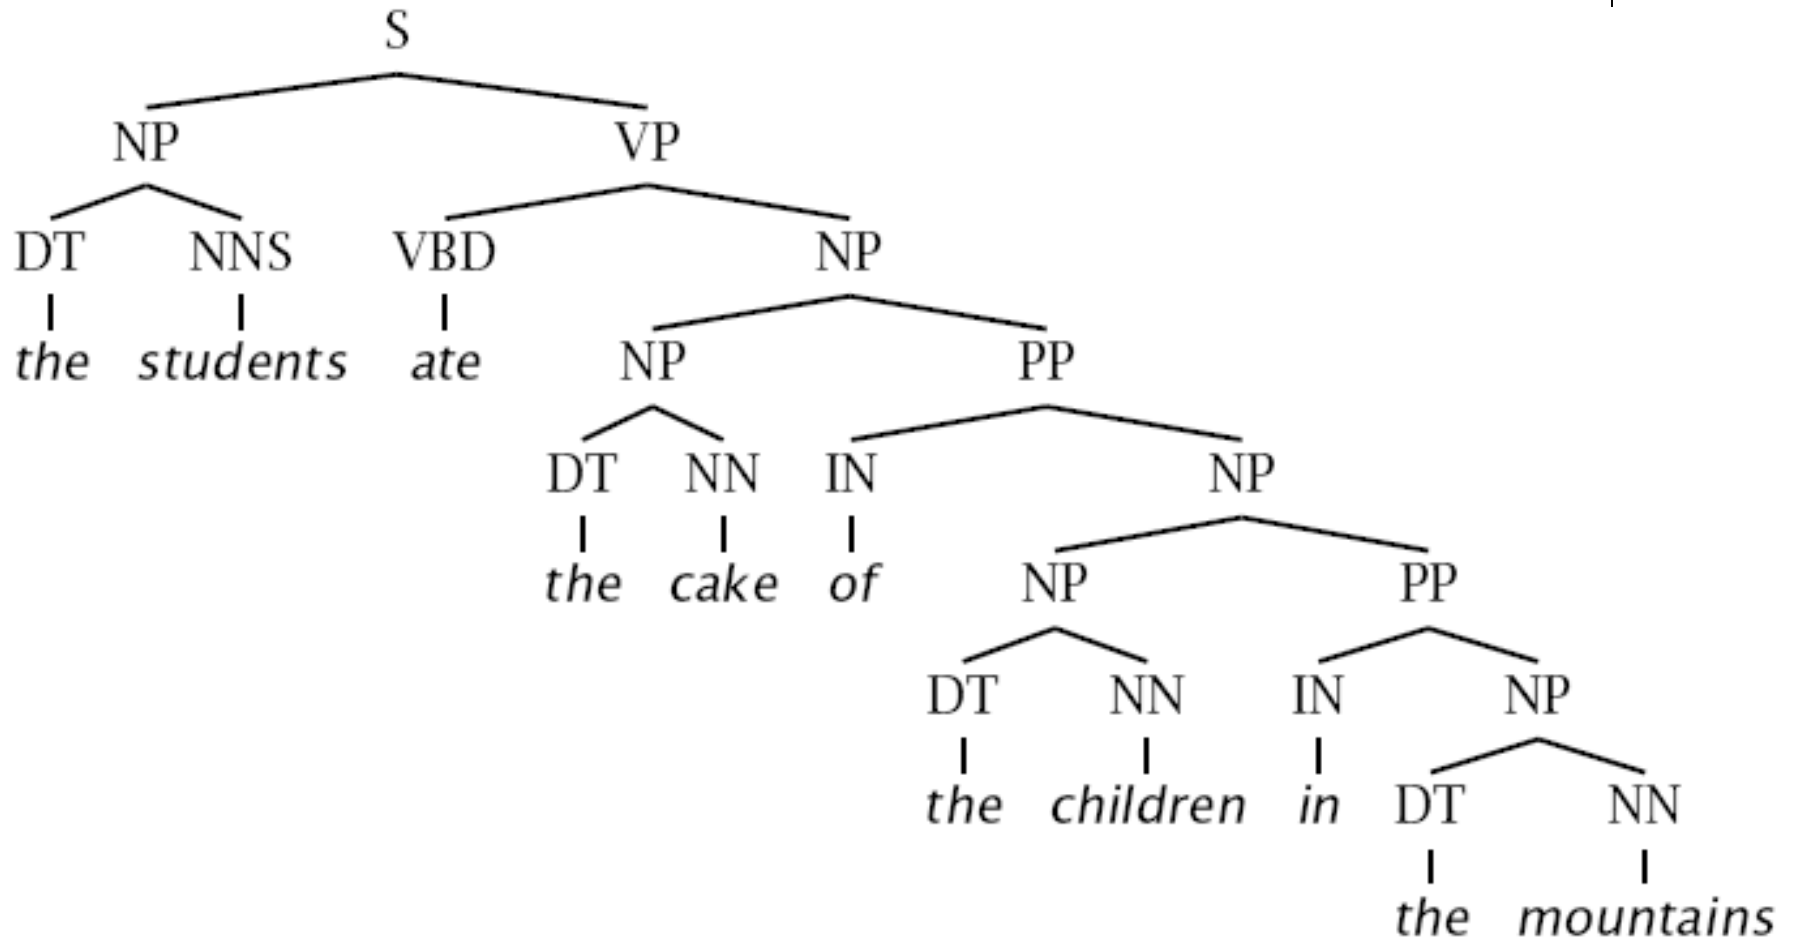 S
NP VP
DT NNS VBD NP
the students ate NP PP
DT NN IN NP
the cake of NP PP
DT NN IN NP
the children in DT NN
the mountains